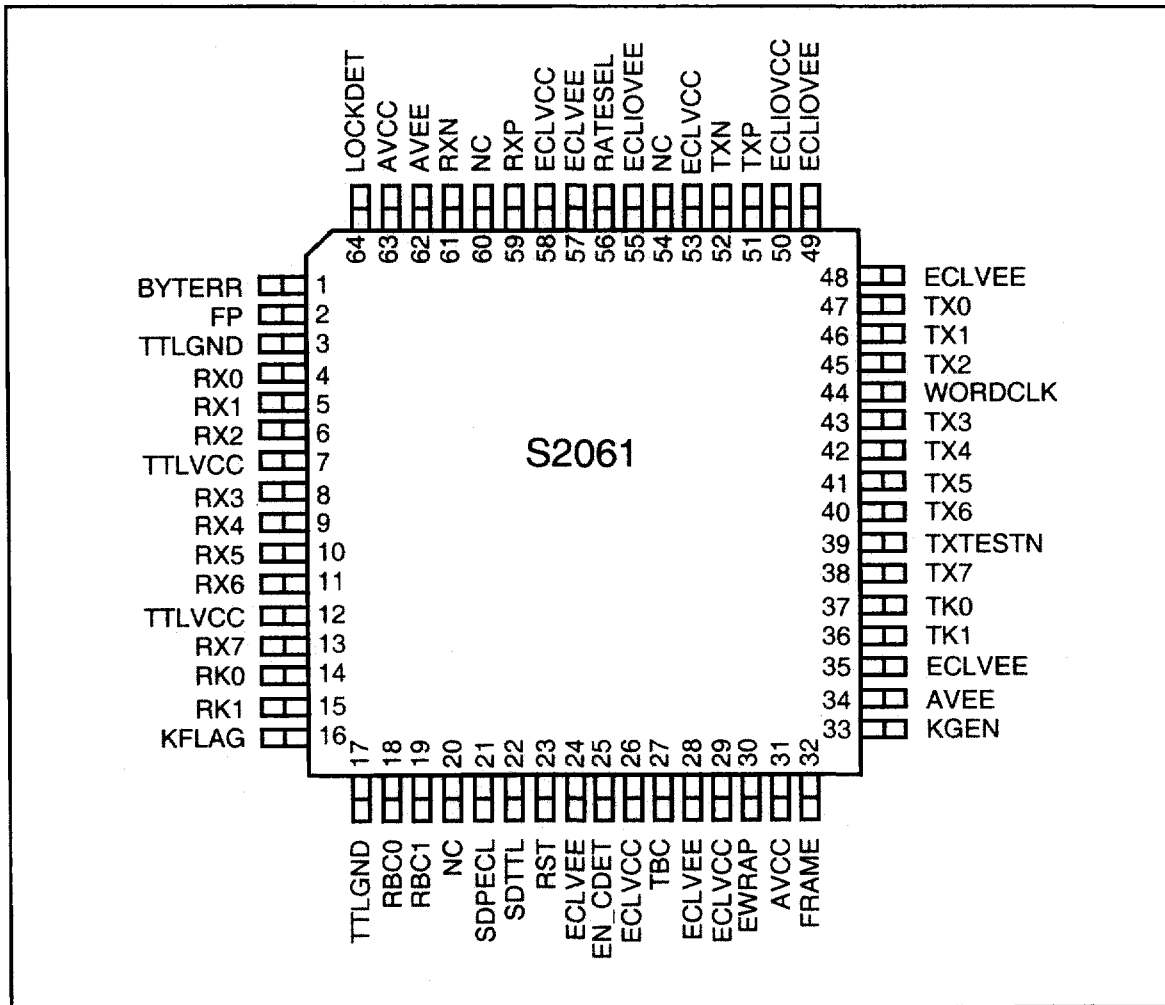 LOCKDET
AVCC
AVEE
RXN
NC
RXP
ECLVCC
ECLVEE
RATESEL
ECLIOVEE
NC
ECLVCC
TXN
TXP
ECLIOVCC
ECLIOVEE
64 63 62 61 60 59 58 57 56 55 54 53 52 51 50 49
BYTERR 1
FP 2
TTLGND 3
RX0 4
RX1 5
RX2 6
TTLVCC 7
RX3 8
RX4 9
RX5 10
RX6 11
TTLVCC 12
RX7 13
RK0 14
RK1 15
KFLAG 16
S2061
48 ECLVEE
47 TX0
46 TX1
45 TX2
44 WORDCLK
43 TX3
42 TX4
41 TX5
40 TX6
39 TXTESTN
38 TX7
37 TK0
36 TK1
35 ECLVEE
34 AVEE
33 KGEN
17 18 19 20 21 22 23 24 25 26 27 28 29 30 31 32
TTLGND
RBC0
RBC1
NC
SDPECL
SDTTL
RST
ECLVEE
EN_CDET
ECLVCC
TBC
ECLVEE
ECLVCC
EWRAP
AVCC
FRAME